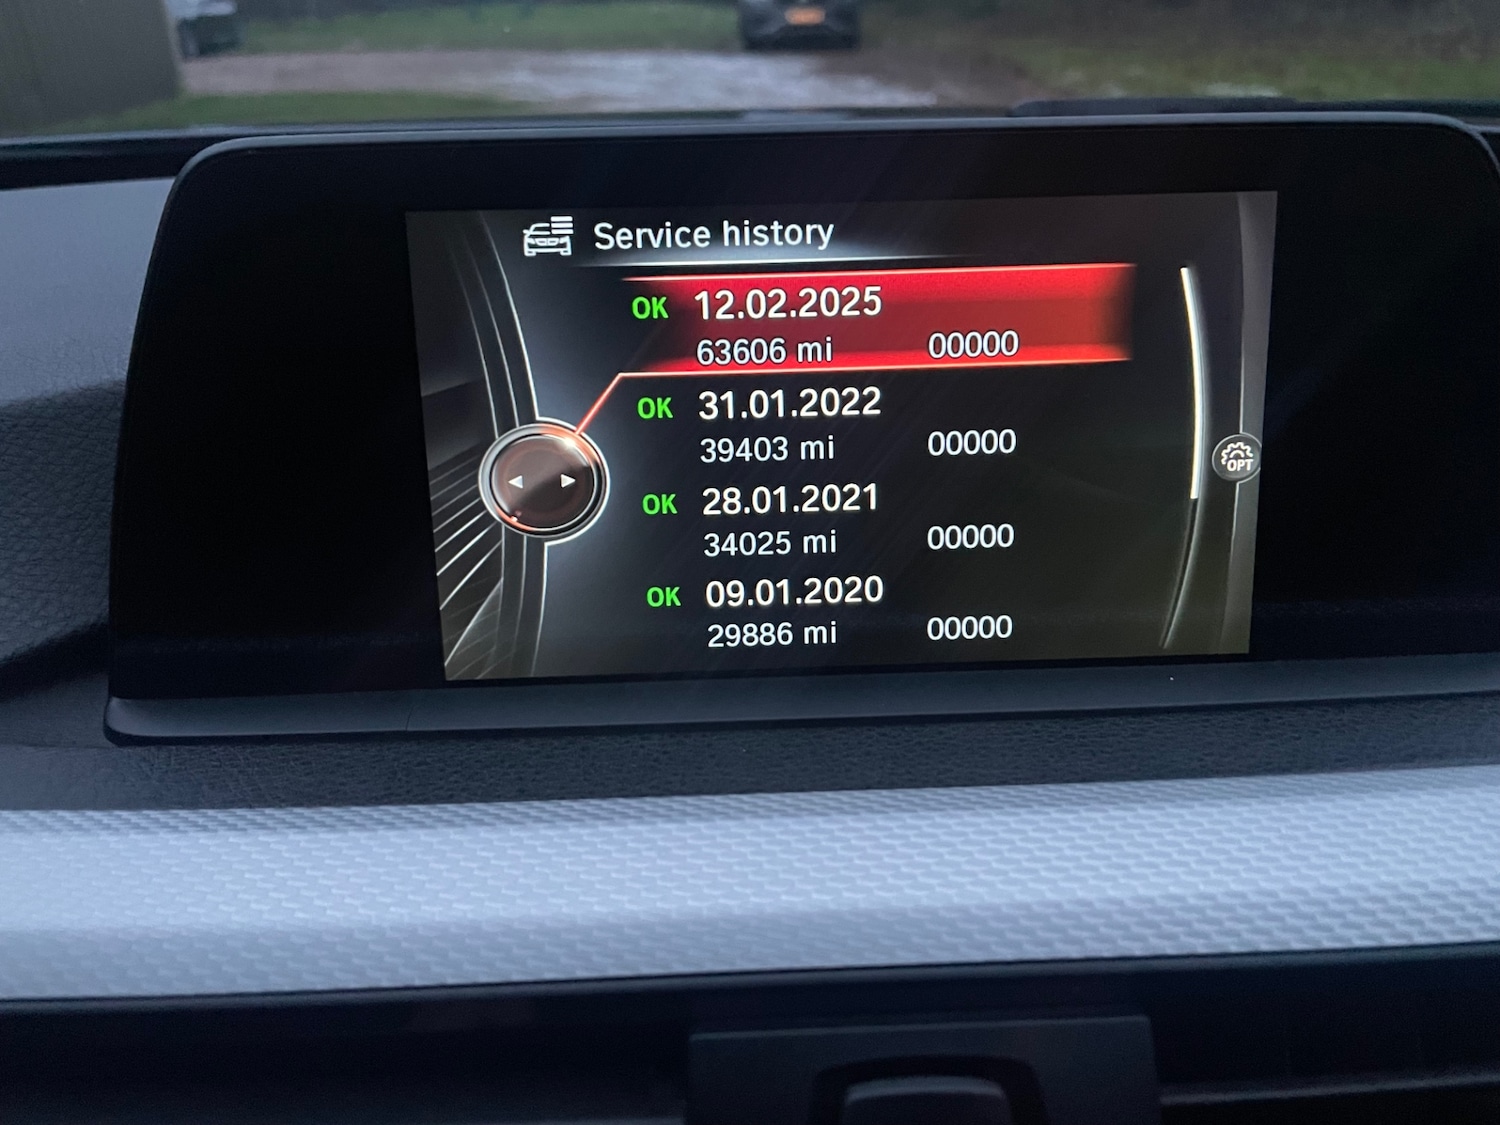 Service history
OK 12.02.2025
63606 mi 00000
OK 31.01.2022
39403 mi 00000
OK 28.01.2021
34025 mi 00000
OK 09.01.2020
29886 mi 00000
OPT